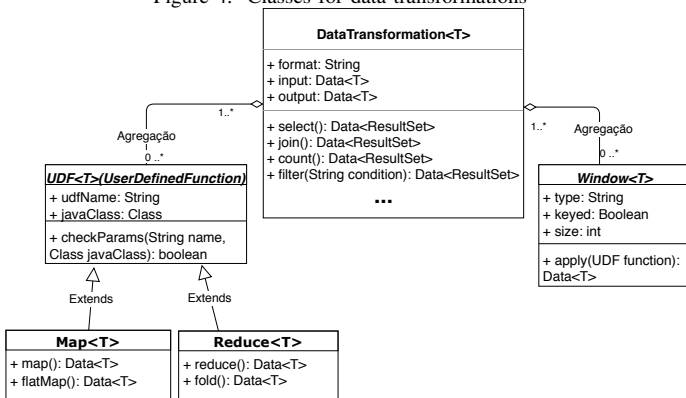 Figure 4. Classes for data transformations
DataTransformation<T>
+ format: String
+ input: Data<T>
+ output: Data<T>
+ select(): Data<ResultSet>
+ join(): Data<ResultSet>
+ count(): Data<ResultSet>
+ filter(String condition): Data<ResultSet>
...
1..*
Agregação
0 ..*
1..*
Agregação
0 ..*
UDF<T>(UserDefinedFunction)
+ udfName: String
+ javaClass: Class
+ checkParams(String name,
Class javaClass): boolean
Window<T>
+ type: String
+ keyed: Boolean
+ size: int
+ apply(UDF function):
Data<T>
Extends
Extends
Map<T>
+ map(): Data<T>
+ flatMap(): Data<T>
Reduce<T>
+ reduce(): Data<T>
+ fold(): Data<T>